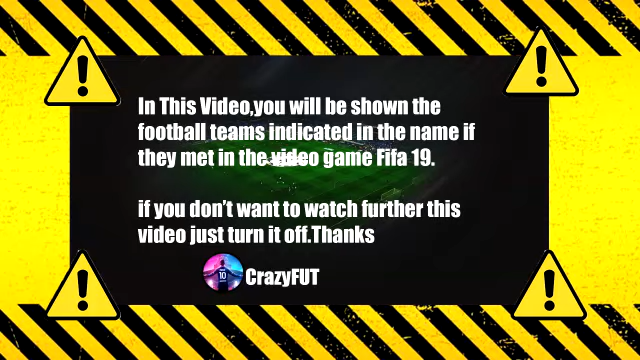 In This Video,you will be shown the
football teams indicated in the name if
they met in the video game Fifa 19.
if you don't want to watch further this
video just turn it off.Thanks
10
CrazyFUT